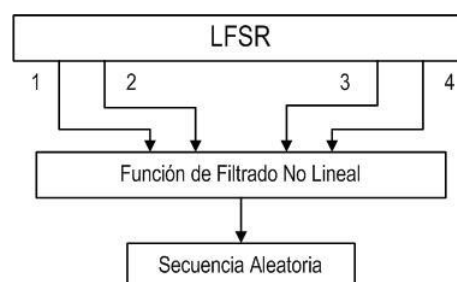 LFSR
1 2 3 4
Función de Filtrado No Lineal
Secuencia Aleatoria